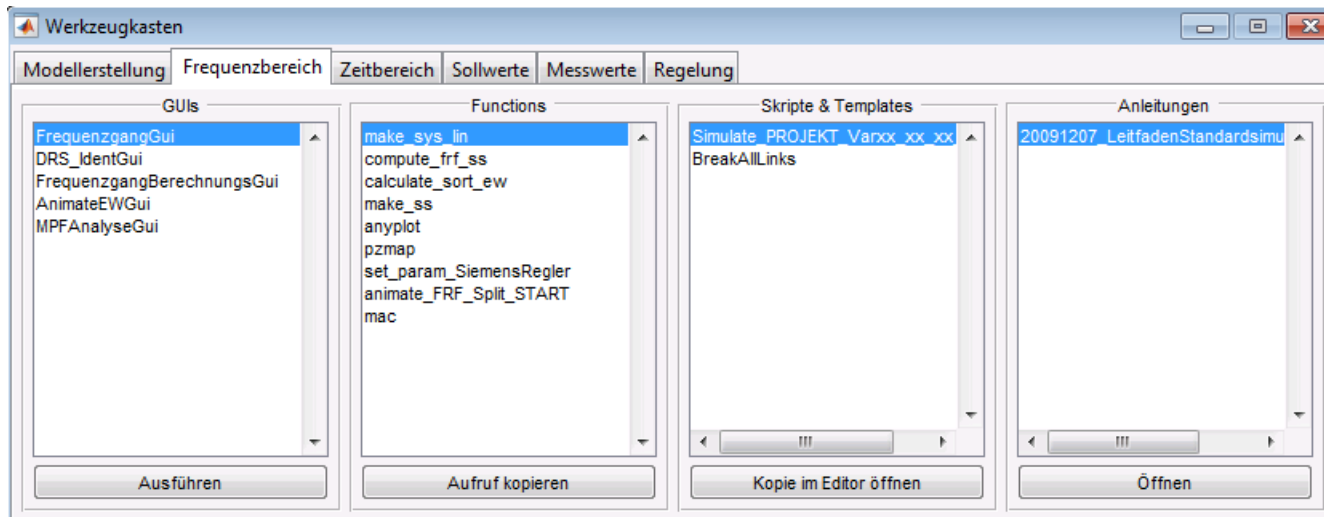 Werkzeugkasten
Modellerstellung Frequenzbereich Zeitbereich Sollwerte Messwerte Regelung
GUIs
FrequenzgangGui
DRS_IdentGui
FrequenzgangBerechnungsGui
AnimateEWGui
MPFAnalyseGui
Ausführen
Functions
make_sys_lin
compute_frf_ss
calculate_sort_ew
make_ss
anyplot
pzmap
set_param_SiemensRegler
animate_FRF_Split_START
mac
Aufruf kopieren
Skripte & Templates
Simulate_PROJEKT_Varxx_xx_xx
BreakAllLinks
Kopie im Editor öffnen
Anleitungen
20091207_LeitfadenStandardsimu
Öffnen